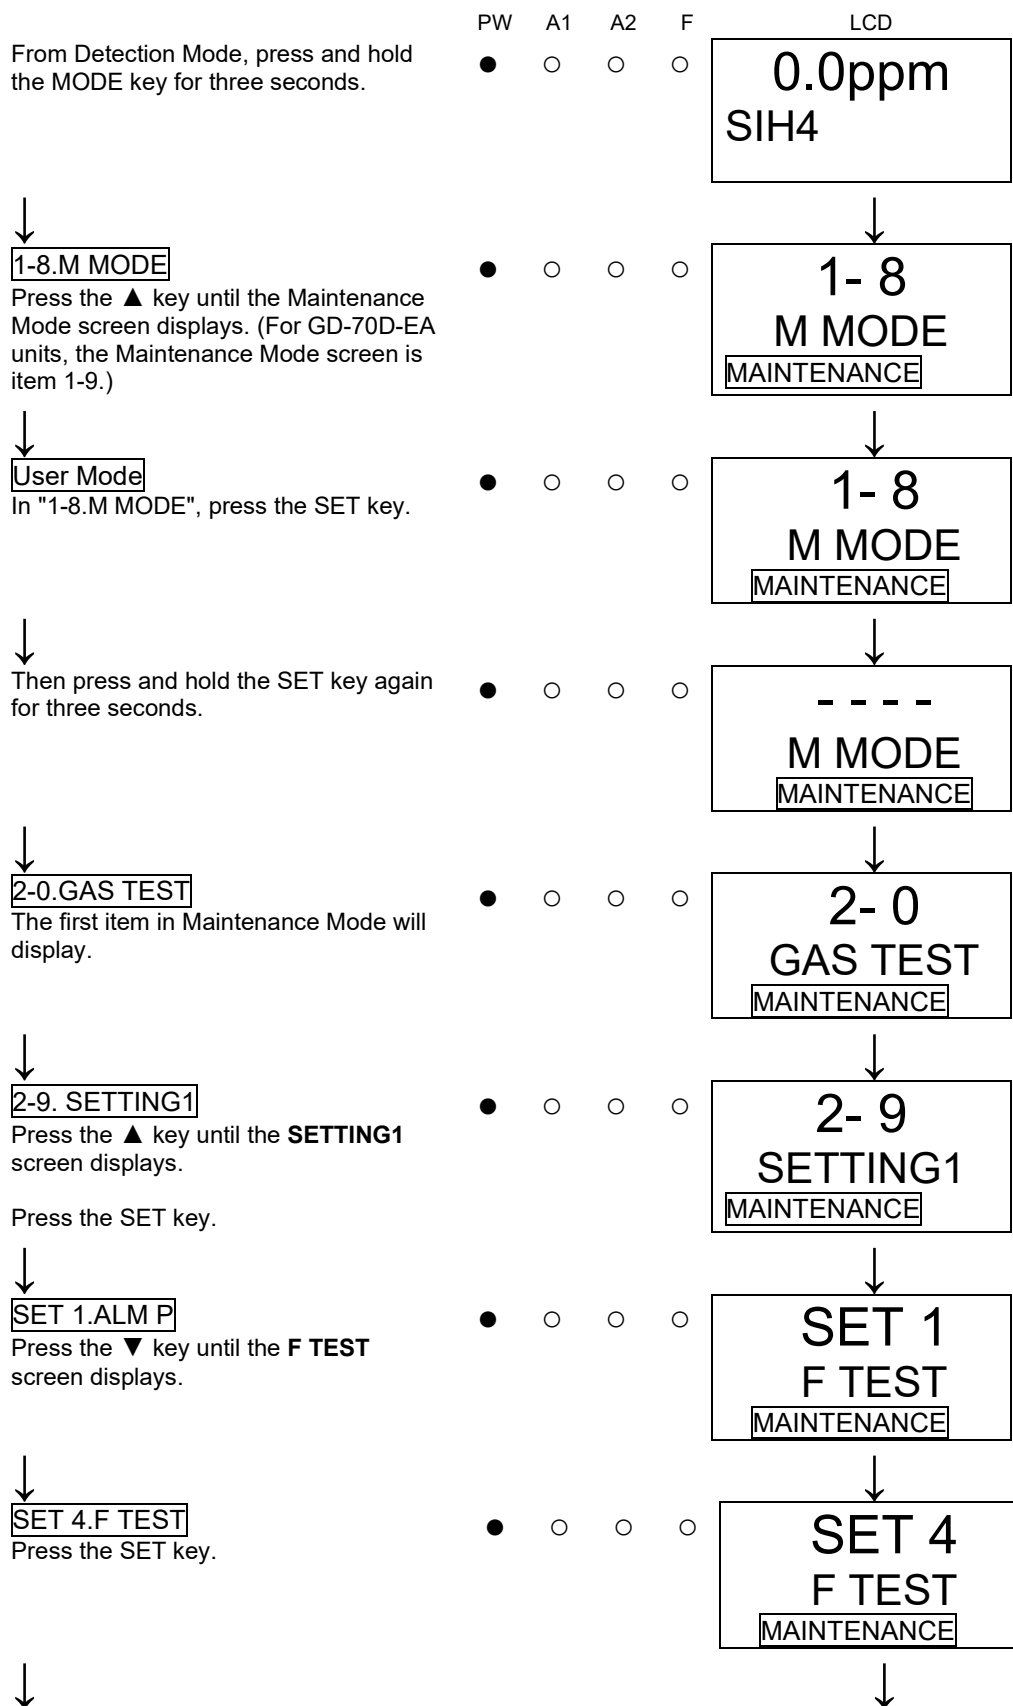 PW A1 A2 F LCD
From Detection Mode, press and hold
the MODE key for three seconds.
● ○ ○ ○
0.0ppm
SIH4
↓ ↓
1-8.M MODE
Press the ▲ key until the Maintenance
Mode screen displays. (For GD-70D-EA
units, the Maintenance Mode screen is
item 1-9.)
● ○ ○ ○
1- 8
M MODE
MAINTENANCE
↓ ↓
User Mode
In "1-8.M MODE", press the SET key.
● ○ ○ ○
1- 8
M MODE
MAINTENANCE
↓ ↓
Then press and hold the SET key again
for three seconds.
● ○ ○ ○
- - - -
M MODE
MAINTENANCE
↓ ↓
2-0.GAS TEST
The first item in Maintenance Mode will
display.
● ○ ○ ○
2- 0
GAS TEST
MAINTENANCE
↓ ↓
2-9. SETTING1
Press the ▲ key until the SETTING1
screen displays.
Press the SET key.
● ○ ○ ○
2- 9
SETTING1
MAINTENANCE
↓ ↓
SET 1.ALM P
Press the ▼ key until the F TEST
screen displays.
● ○ ○ ○
SET 1
F TEST
MAINTENANCE
↓ ↓
SET 4.F TEST
Press the SET key.
● ○ ○ ○
SET 4
F TEST
MAINTENANCE
↓ ↓